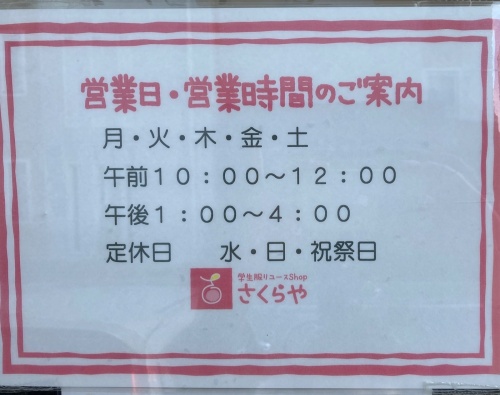 営業日・営業時間のご案内
月・火・木・金・土
午前１０：００～１２：００
午後１：００～４：００
定休日　　水・日・祝祭日
学生服リユースShop
さくらや